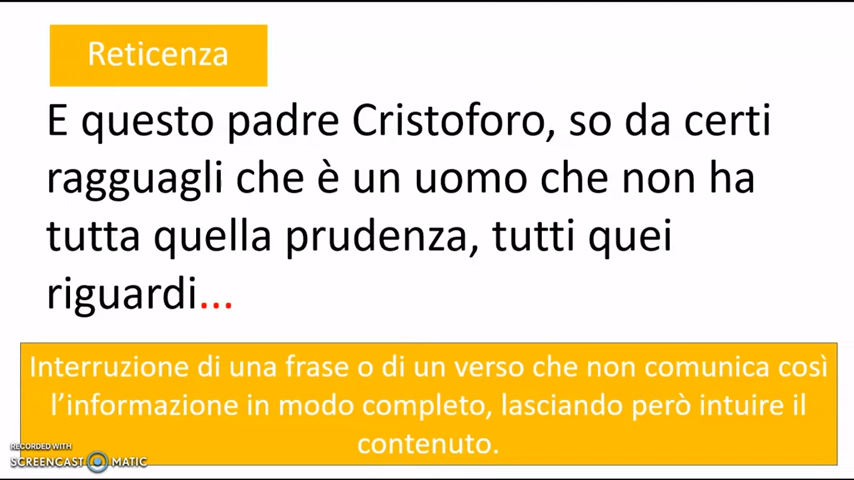 Reticenza
E questo padre Cristoforo, so da certi
ragguagli che è un uomo che non ha
tutta quella prudenza, tutti quei
riguardi...
Interruzione di una frase o di un verso che non comunica così
l’informazione in modo completo, lasciando però intuire il
contenuto.
RECORDED WITH
SCREENCAST MATIC